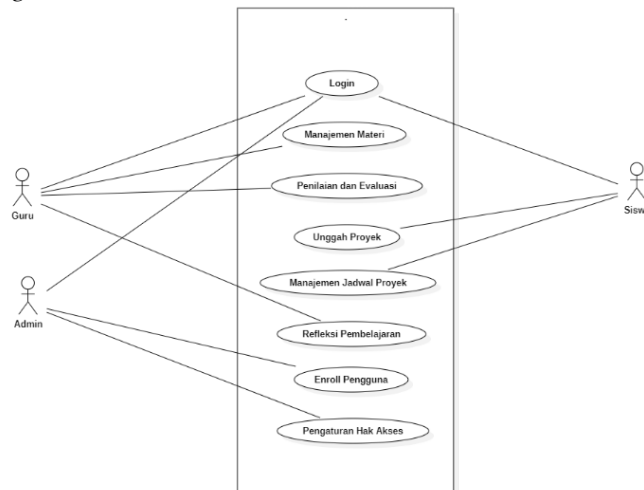 Login
Manajemen Materi
Penilaian dan Evaluasi
Guru
Sisw
Unggah Proyek
Manajemen Jadwal Proyek
Admin
Refleksi Pembelajaran
Enroll Pengguna
Pengaturan Hak Akses